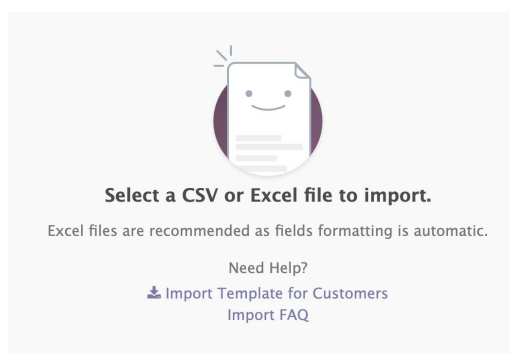 Select a CSV or Excel file to import.
Excel files are recommended as fields formatting is automatic.
Need Help?
Import Template for Customers
Import FAQ